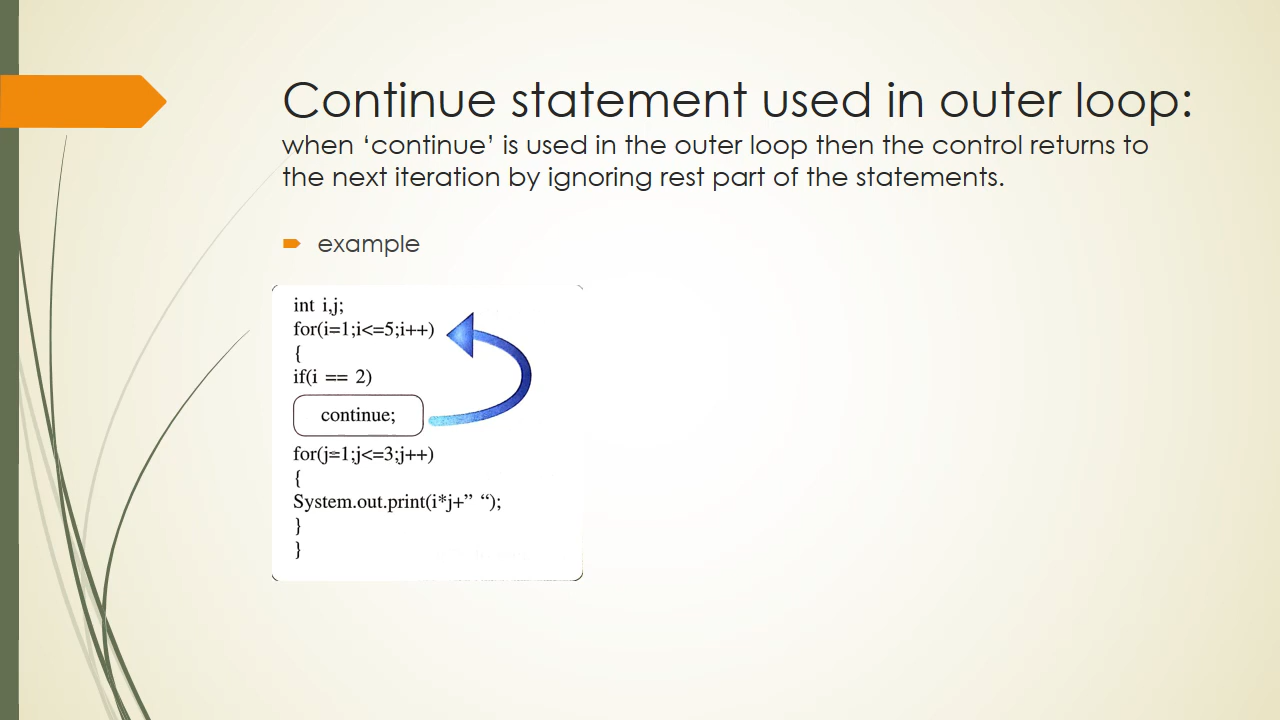 Continue statement used in outer loop:
when ‘continue’ is used in the outer loop then the control returns to
the next iteration by ignoring rest part of the statements.
example
int i,j;
for(i=1;i<=5;i++)
{
if(i == 2)
continue;
for(j=1;j<=3;j++)
{
System.out.print(i*j+” “);
}
}